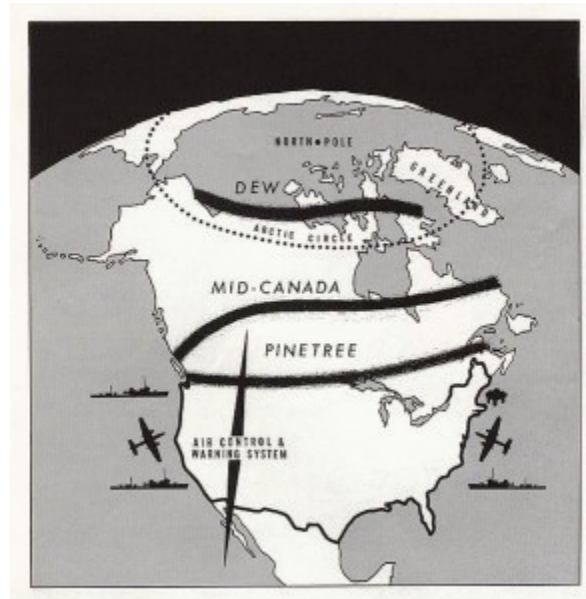 NORTH POLE
GREENLAND
DEW
ARCTIC CIRCLE
MID-CANADA
PINETREE
AIR CONTROL &
WARNING SYSTEM